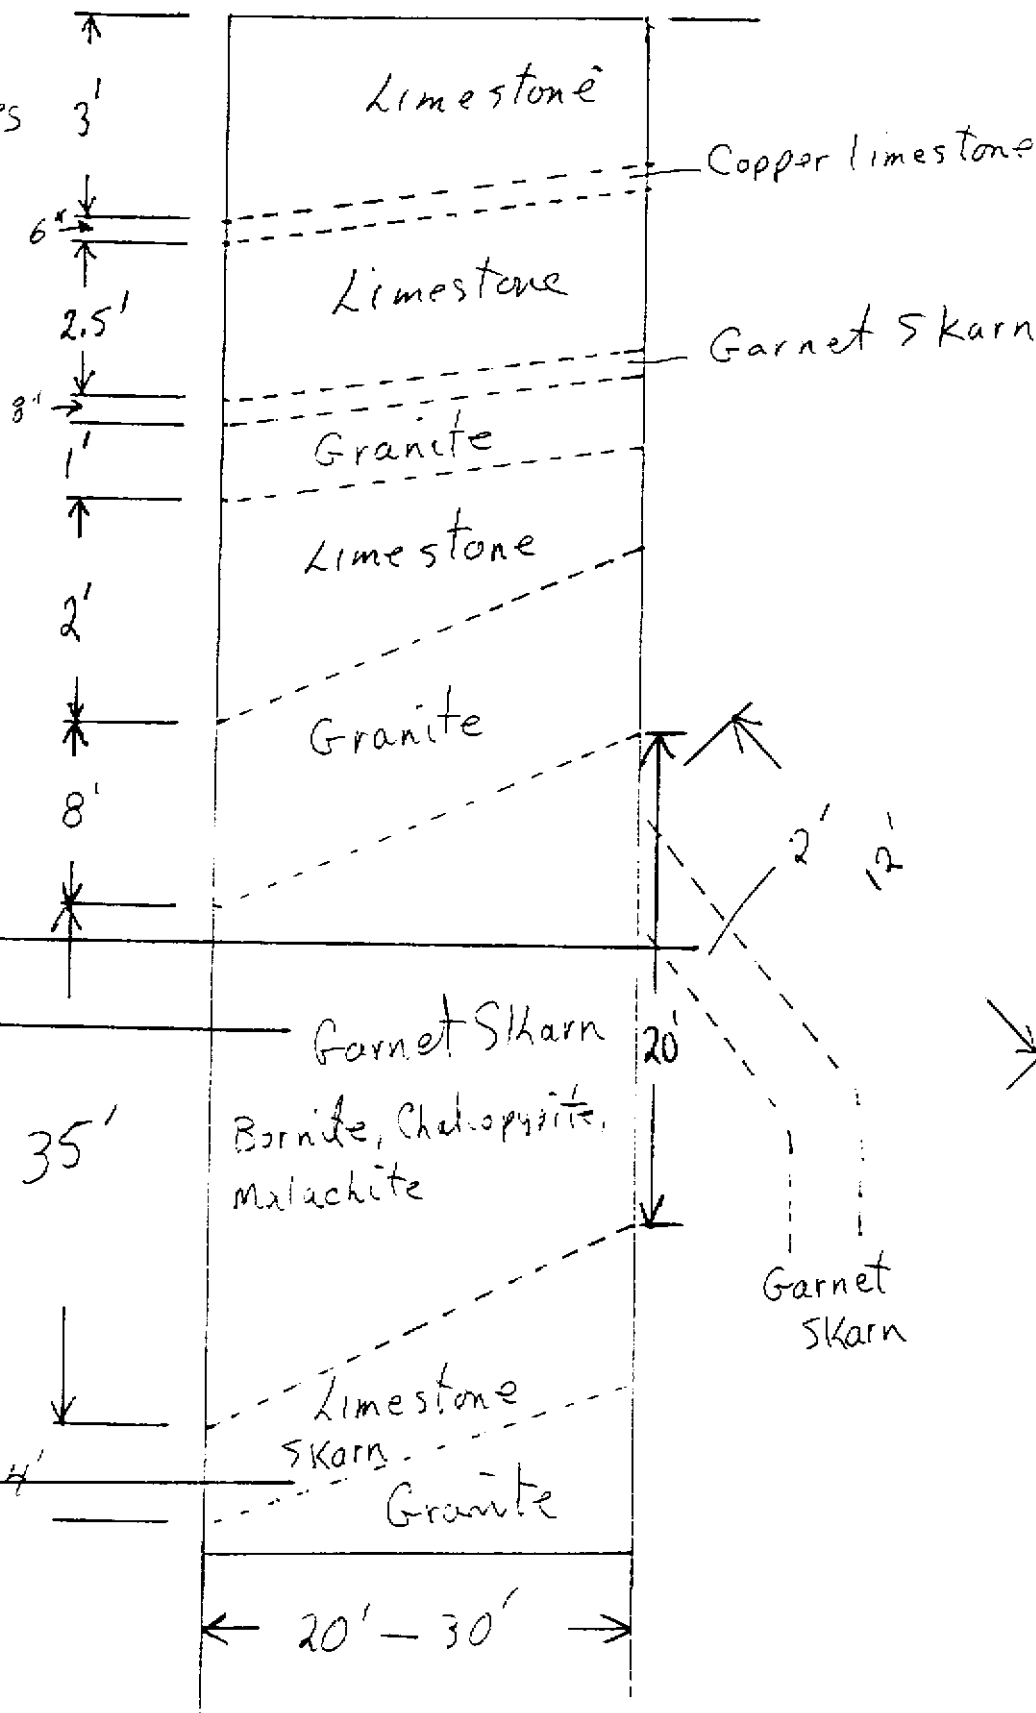 3'
Limestone
Copper limestone
6"
Limestone
2.5'
Garnet Skarn
Granite
1'
Limestone
2'
Granite
8'
2'
12'
Garnet Skarn
20'
35'
Bornite, Chalcopyrite,
Malachite
Garnet
Skarn
Limestone
Skarn
4'
Granite
20' - 30'